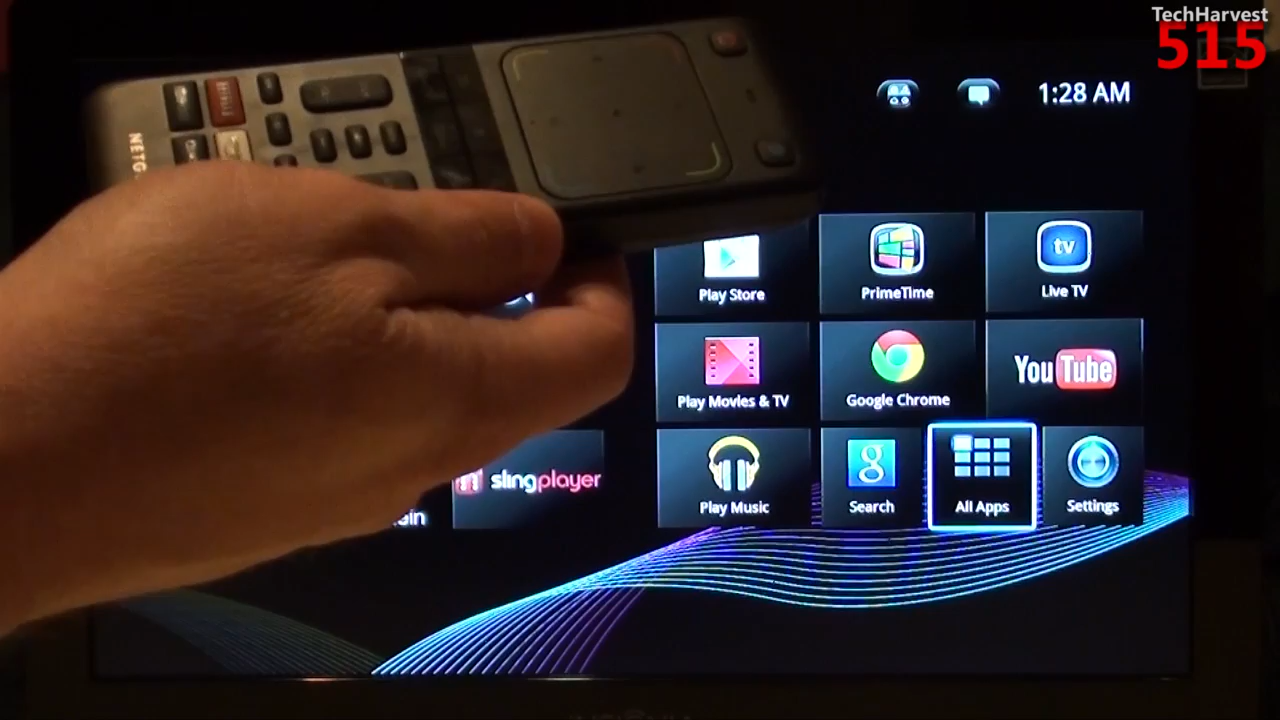 TechHarvest
515
1:28 AM
NETG
Play Store
PrimeTime
Live TV
tv
Play Movies & TV
Google Chrome
YouTube
slingplayer
Play Music
Search
g
All Apps
Settings